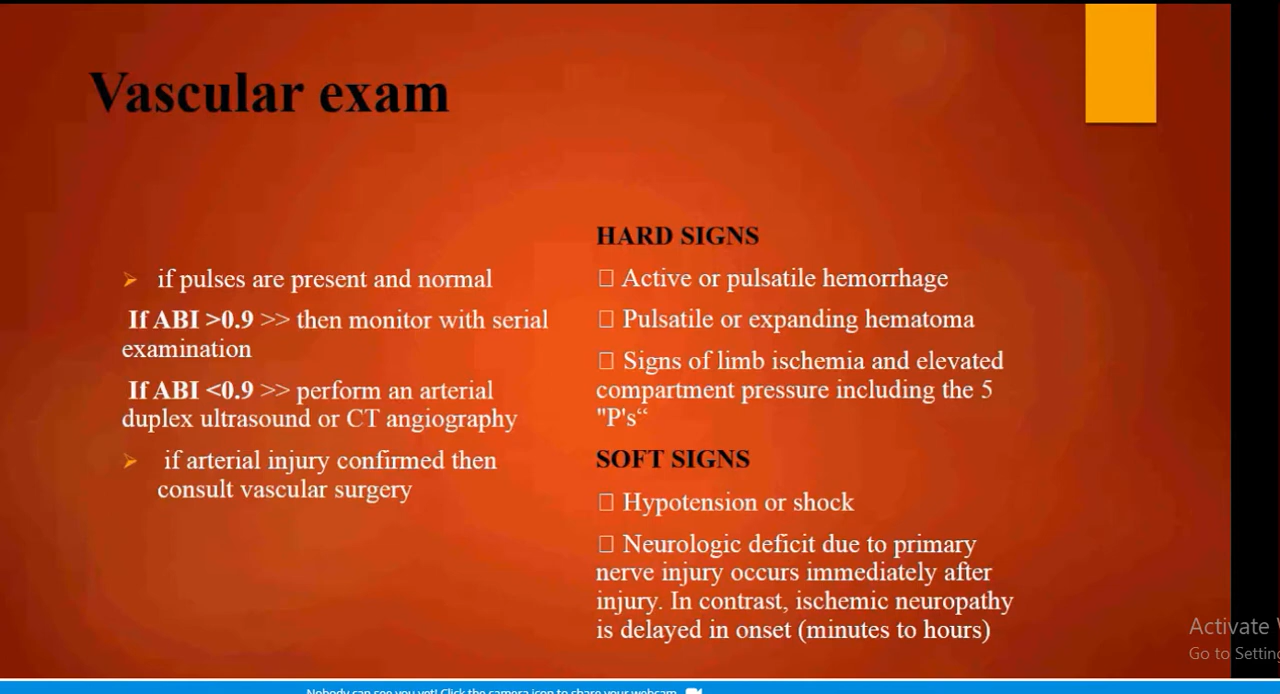 Vascular exam
➢ if pulses are present and normal
If ABI >0.9 >> then monitor with serial
examination
If ABI <0.9 >> perform an arterial
duplex ultrasound or CT angiography
➢ if arterial injury confirmed then
consult vascular surgery
HARD SIGNS
□ Active or pulsatile hemorrhage
□ Pulsatile or expanding hematoma
□ Signs of limb ischemia and elevated
compartment pressure including the 5
"P's“
SOFT SIGNS
□ Hypotension or shock
□ Neurologic deficit due to primary
nerve injury occurs immediately after
injury. In contrast, ischemic neuropathy
is delayed in onset (minutes to hours)
Activate
Go to Setting
Nobody can see you yet! Click the camera icon to share your webcam.